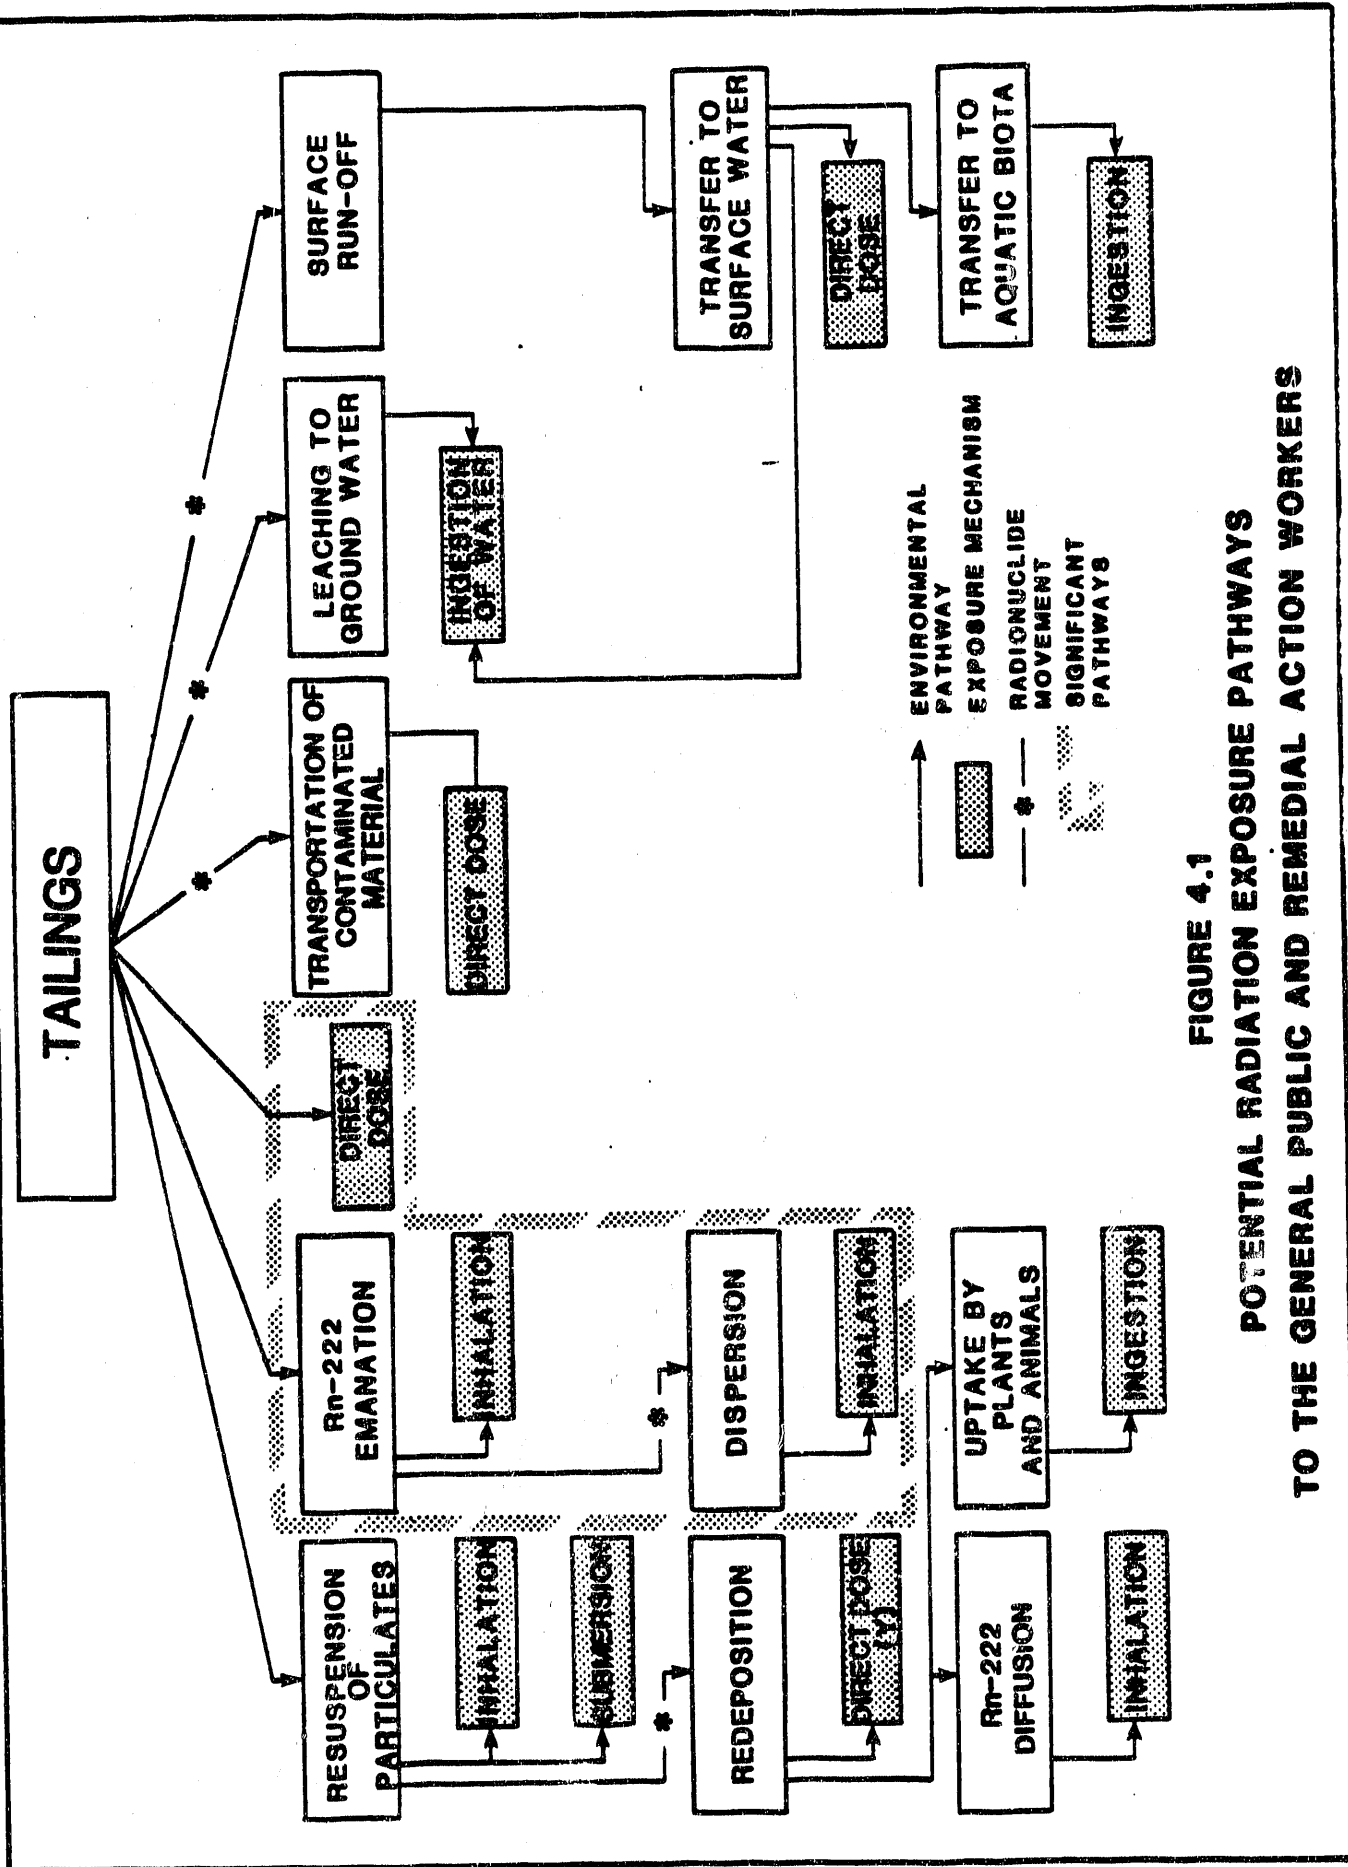 TAILINGS
RESUSPENSION
OF
PARTICULATES
INHALATION
SUBMERSION
*
REDEPOSITION
DIRECT DOSE
(γ)
Rn-222
DIFFUSION
INHALATION
Rn-222
EMANATION
INHALATION
*
DISPERSION
INHALATION
UPTAKE BY
PLANTS
AND ANIMALS
INGESTION
DIRECT
DOSE
*
TRANSPORTATION OF
CONTAMINATED
MATERIAL
DIRECT DOSE
*
LEACHING TO
GROUND WATER
INGESTION
OF WATER
*
SURFACE
RUN-OFF
TRANSFER TO
SURFACE WATER
DIRECT
DOSE
TRANSFER TO
AQUATIC BIOTA
INGESTION
ENVIRONMENTAL
PATHWAY
EXPOSURE MECHANISM
*
RADIONUCLIDE
MOVEMENT
SIGNIFICANT
PATHWAYS
FIGURE 4.1
POTENTIAL RADIATION EXPOSURE PATHWAYS
TO THE GENERAL PUBLIC AND REMEDIAL ACTION WORKERS